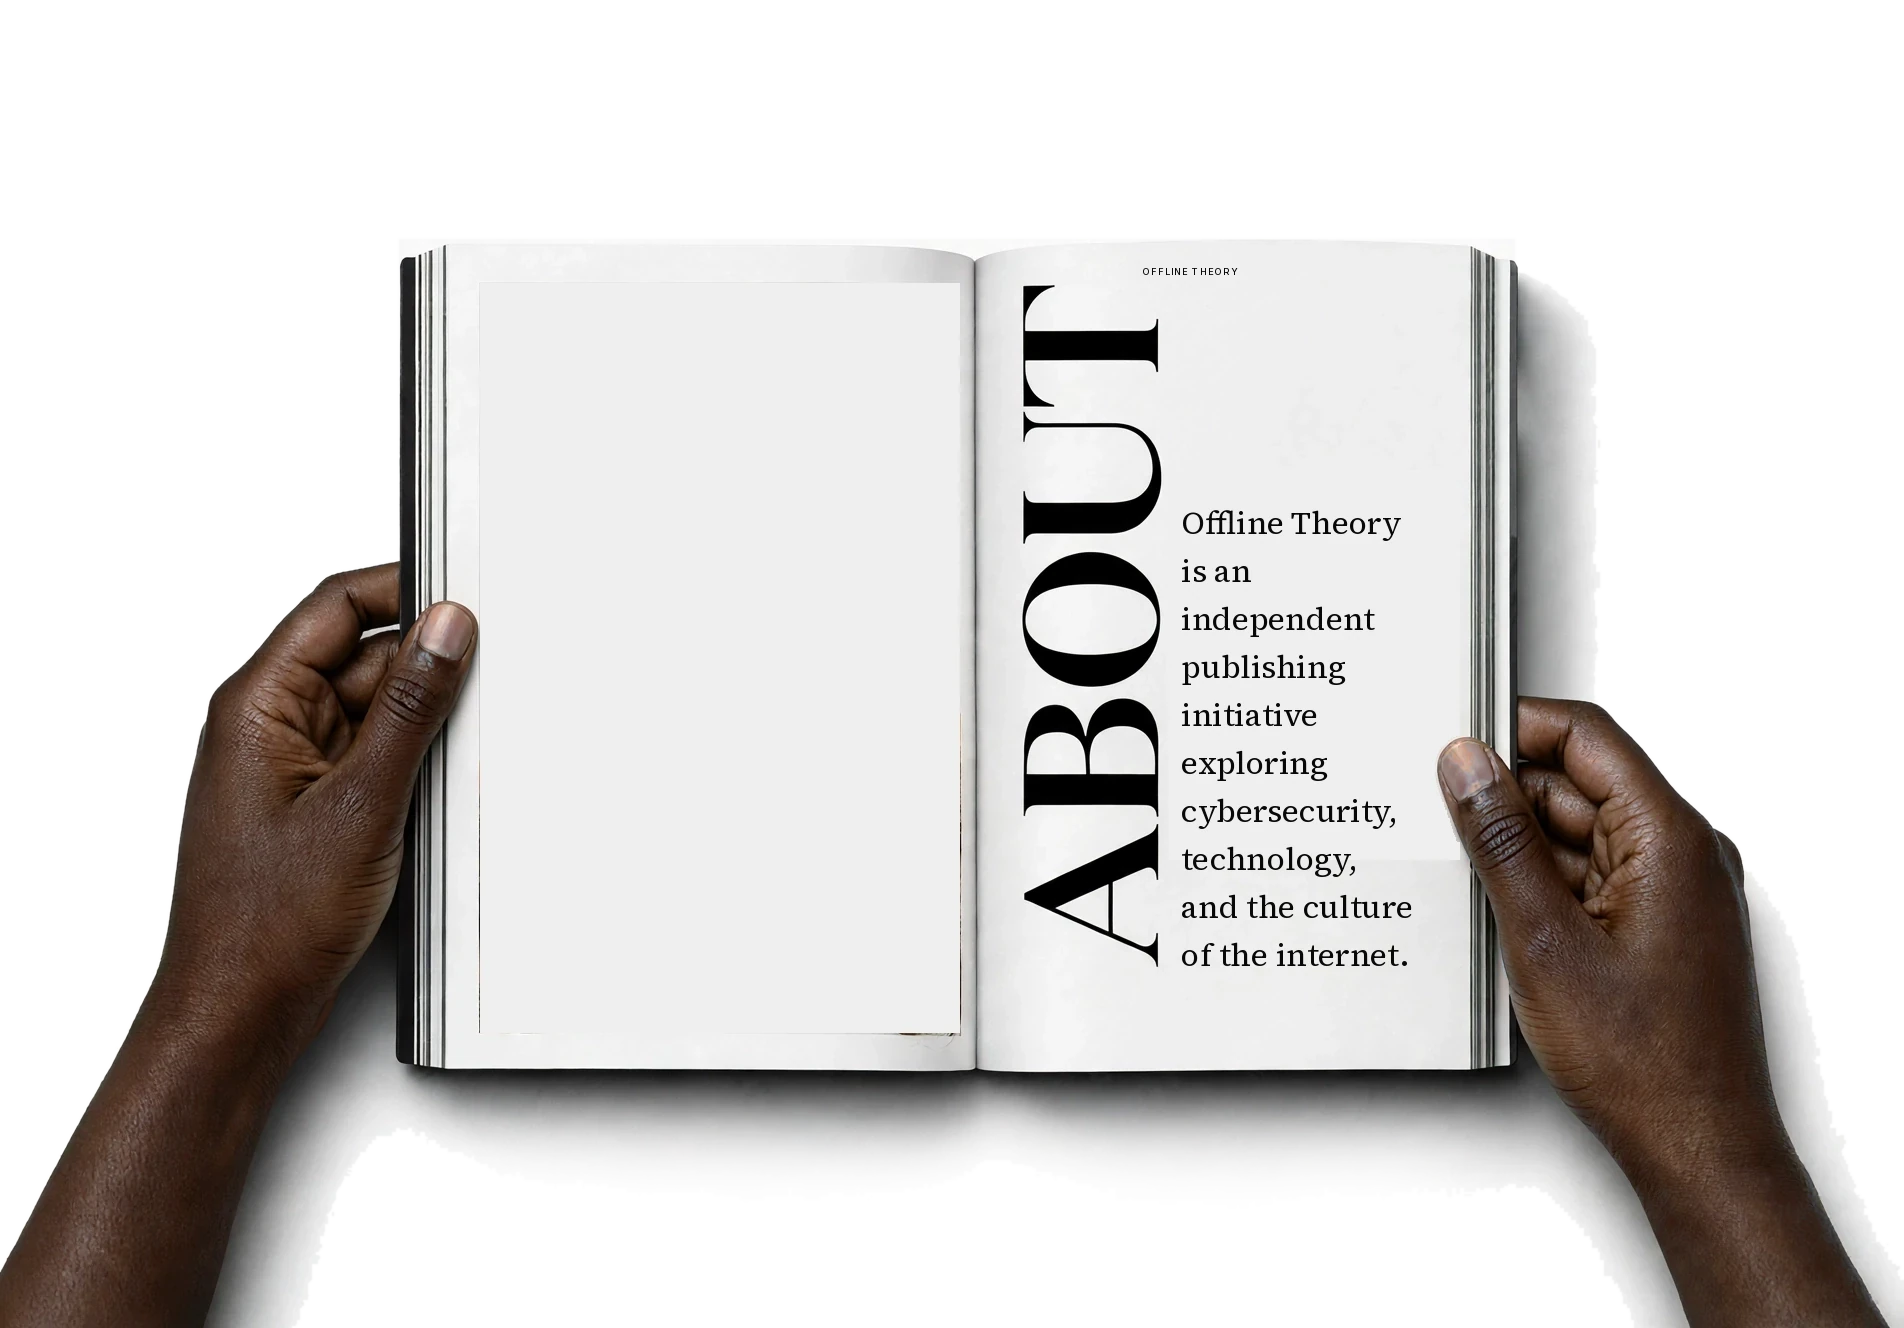 OFFLINE THEORY
ABOUT
Offline Theory
is an
independent
publishing
initiative
exploring
cybersecurity,
technology,
and the culture
of the internet.